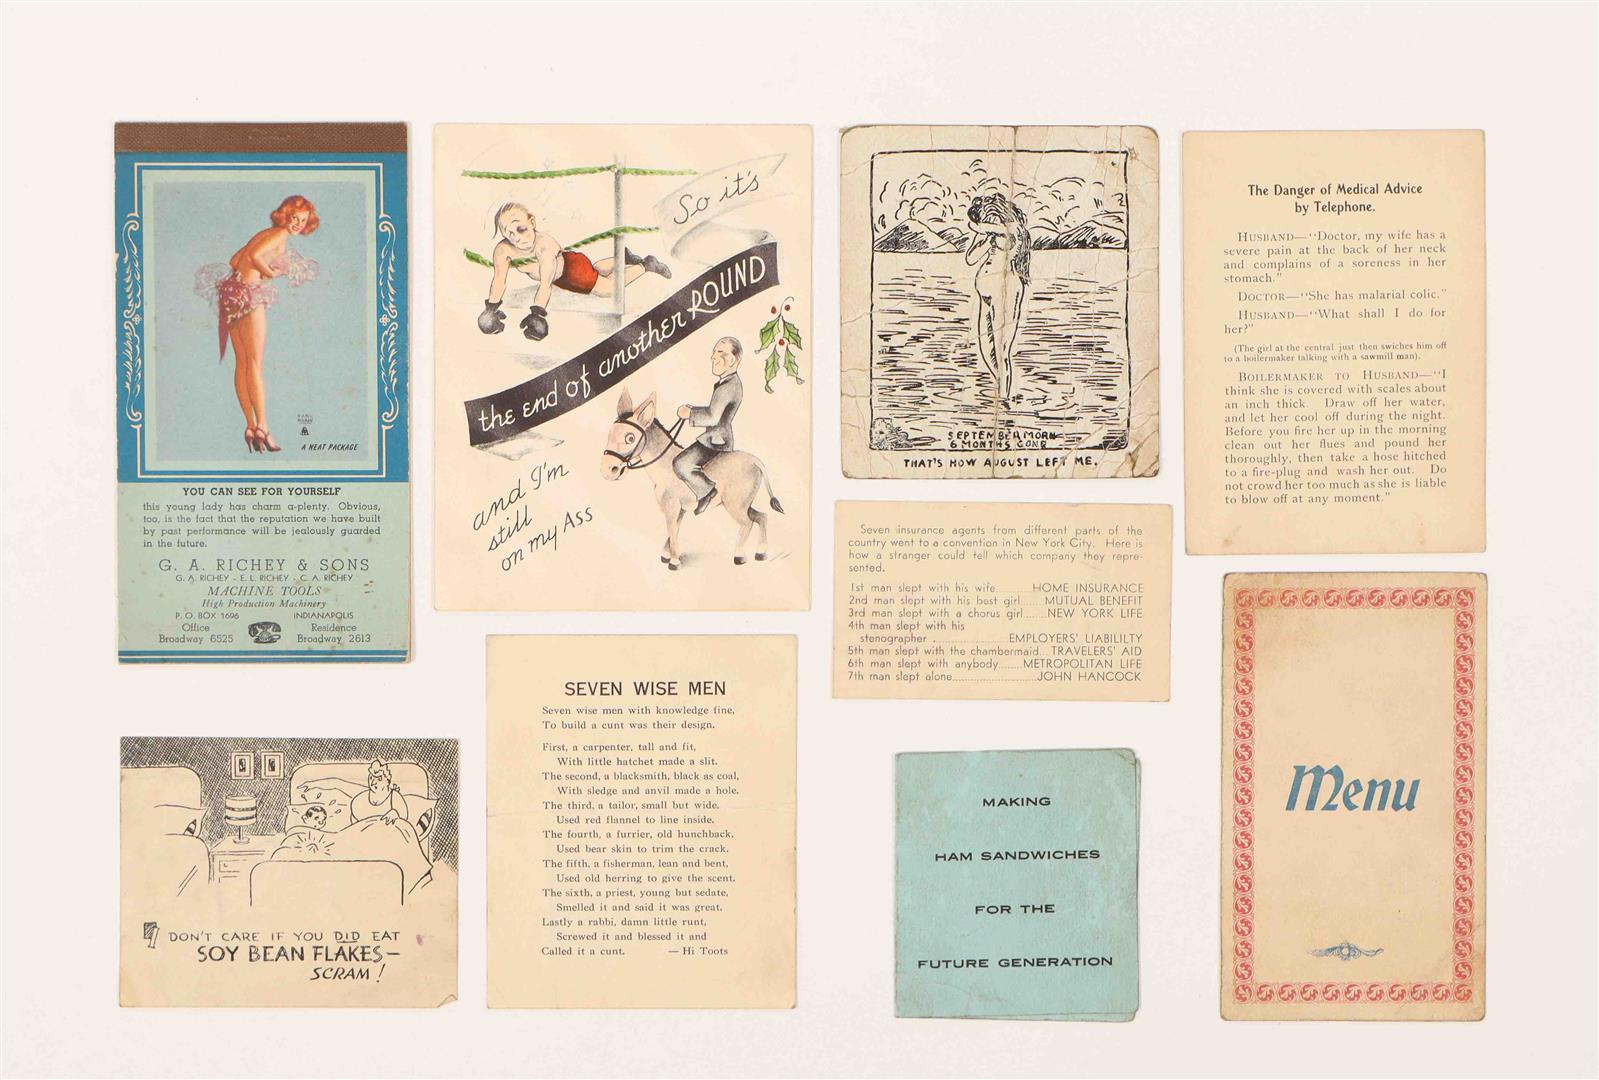 EARL
MORAN
A NEAT PACKAGE
YOU CAN SEE FOR YOURSELF
this young lady has charm a-plenty. Obvious,
too, is the fact that the reputation we have built
by past performance will be jealously guarded
in the future.
G. A. RICHEY & SONS
G. A. RICHEY - E. L. RICHEY - C. A. RICHEY
MACHINE TOOLS
High Production Machinery
P. O. BOX 1696 INDIANAPOLIS
Office Residence
Broadway 6525 Broadway 2613
So it's
the end of another ROUND
and I'm
still
on my Ass
SEPTEMBER MORN
6 MONTHS GONE
THAT'S HOW AUGUST LEFT ME.
The Danger of Medical Advice
by Telephone.
HUSBAND—"Doctor, my wife has a
severe pain at the back of her neck
and complains of a soreness in her
stomach."
DOCTOR—"She has malarial colic."
HUSBAND—"What shall I do for
her?"
(The girl at the central just then swiches him off
to a boilermaker talking with a sawmill man).
BOILERMAKER TO HUSBAND—"I
think she is covered with scales about
an inch thick. Draw off her water,
and let her cool off during the night.
Before you fire her up in the morning
clean out her flues and pound her
thoroughly, then take a hose hitched
to a fire-plug and wash her out. Do
not crowd her too much as she is liable
to blow off at any moment."
Seven insurance agents from different parts of the
country went to a convention in New York City. Here is
how a stranger could tell which company they repre-
sented.
1st man slept with his wife........HOME INSURANCE
2nd man slept with his best girl.....MUTUAL BENEFIT
3rd man slept with a chorus girl......NEW YORK LIFE
4th man slept with his
stenographer ...................EMPLOYERS' LIABILILTY
5th man slept with the chambermaid...TRAVELERS' AID
6th man slept with anybody.......METROPOLITAN LIFE
7th man slept alone.....................JOHN HANCOCK
I DON'T CARE IF YOU DID EAT
SOY BEAN FLAKES—
SCRAM!
SEVEN WISE MEN
Seven wise men with knowledge fine,
To build a cunt was their design.
First, a carpenter, tall and fit,
With little hatchet made a slit.
The second, a blacksmith, black as coal,
With sledge and anvil made a hole.
The third, a tailor, small but wide,
Used red flannel to line inside.
The fourth, a furrier, old hunchback,
Used bear skin to trim the crack.
The fifth, a fisherman, lean and bent,
Used old herring to give the scent.
The sixth, a priest, young but sedate,
Smelled it and said it was great.
Lastly a rabbi, damn little runt,
Screwed it and blessed it and
Called it a cunt. — Hi Toots
MAKING
HAM SANDWICHES
FOR THE
FUTURE GENERATION
Menu